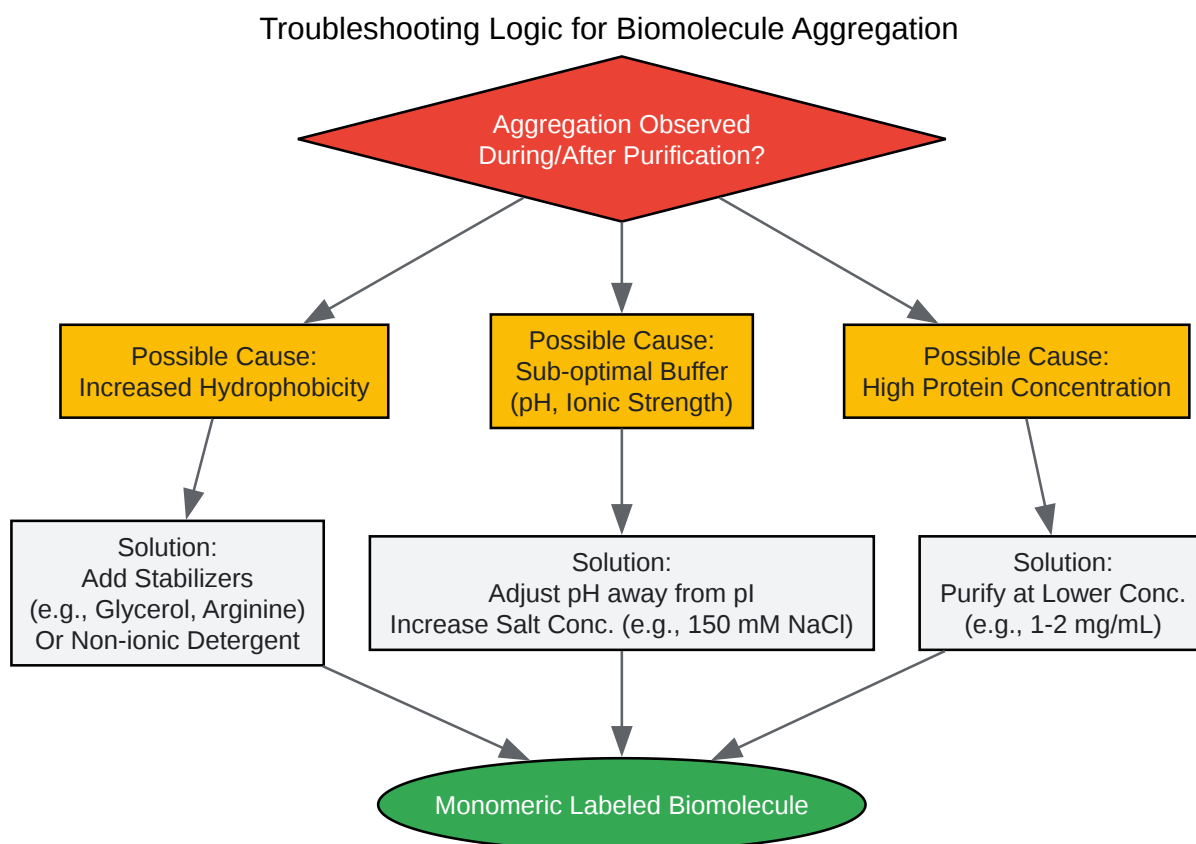 Troubleshooting Logic for Biomolecule Aggregation
Aggregation Observed
During/After Purification?
Possible Cause:
Increased Hydrophobicity
Possible Cause:
Sub-optimal Buffer
(pH, Ionic Strength)
Possible Cause:
High Protein Concentration
Solution:
Add Stabilizers
(e.g., Glycerol, Arginine)
Or Non-ionic Detergent
Solution:
Adjust pH away from pI
Increase Salt Conc. (e.g., 150 mM NaCl)
Solution:
Purify at Lower Conc.
(e.g., 1-2 mg/mL)
Monomeric Labeled Biomolecule